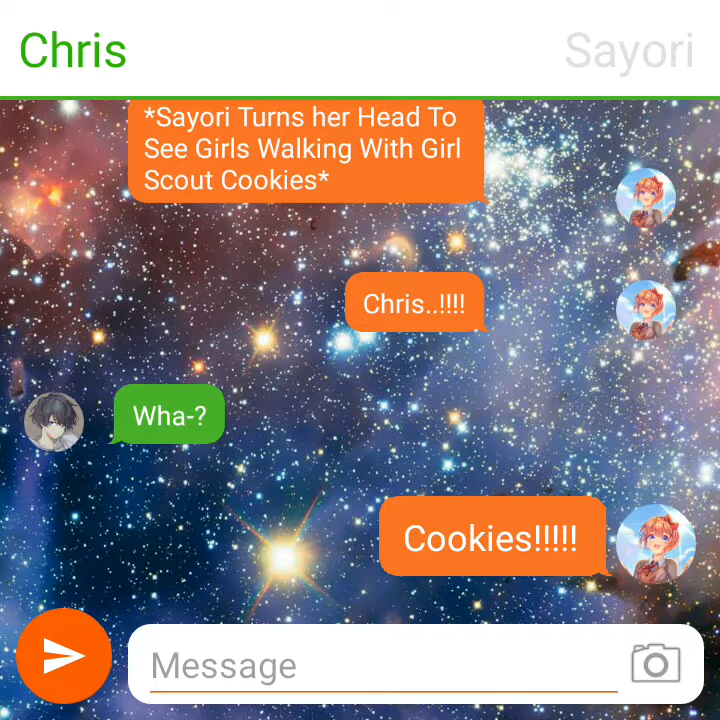 Chris
Sayori
*Sayori Turns her Head To
See Girls Walking With Girl
Scout Cookies*
Chris..!!!!
Wha-?
Cookies!!!!!
Message